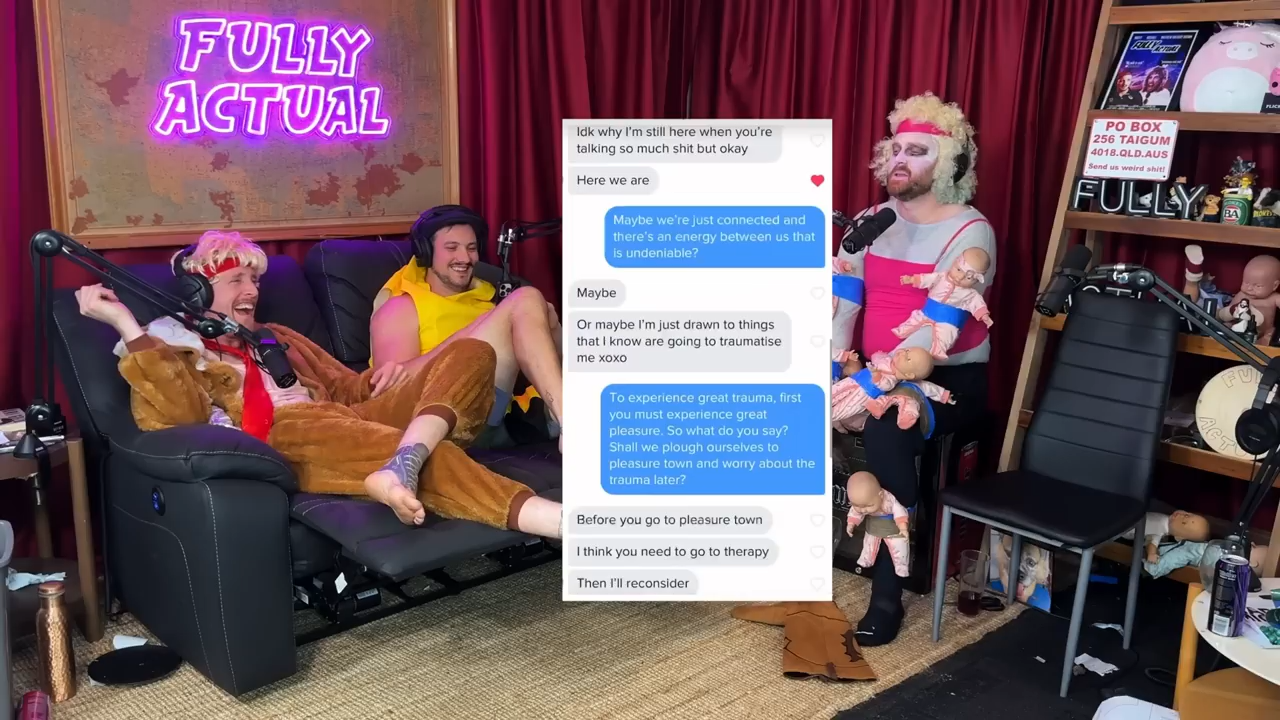 FULLY
ACTUAL
Idk why I'm still here when you're
talking so much shit but okay
Here we are
Maybe we're just connected and
there's an energy between us that
is undeniable?
Maybe
Or maybe I'm just drawn to things
that I know are going to traumatise
me xoxo
To experience great trauma, first
you must experience great
pleasure. So what do you say?
Shall we plough ourselves to
pleasure town and worry about the
trauma later?
Before you go to pleasure town
I think you need to go to therapy
Then I'll reconsider
FULLY ACTUAL
PO BOX
256 TAIGUM
4018.QLD.AUS
Send us weird shit!
FULLY